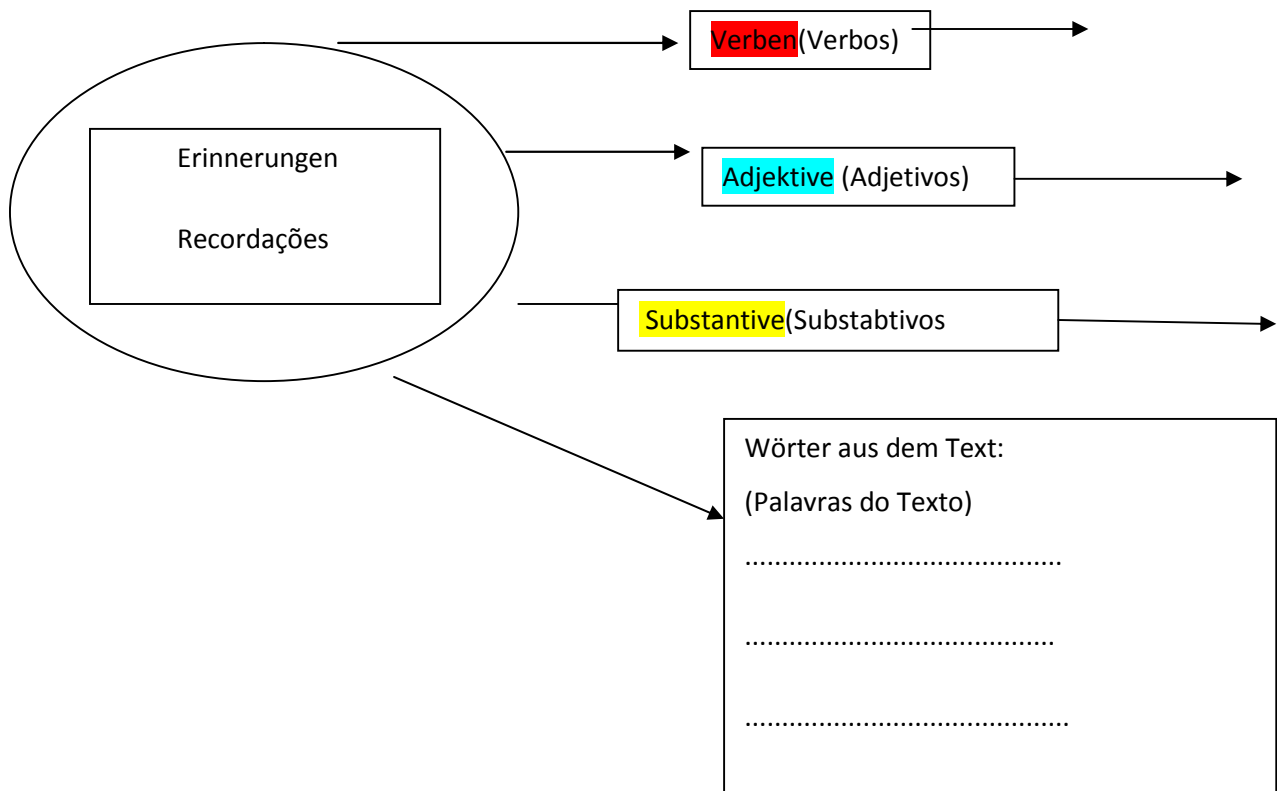 Verben(Verbos)
Erinnerungen
Recordações
Adjektive (Adjetivos)
Substantive(Substabtivos
Wörter aus dem Text:
(Palavras do Texto)
...........................................
..........................................
............................................